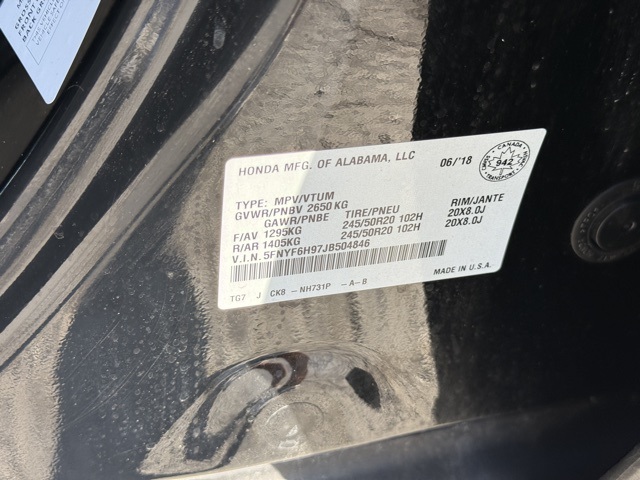 HONDA MFG. OF ALABAMA, LLC 06/'18
CANADA
942
TRANSPORT
TYPE: MPV/VTUM
GVWR/PNBV 2650KG
GAWR/PNBE TIRE/PNEU RIM/JANTE
F/AV 1295KG 245/50R20 102H 20X8.0J
R/AR 1405KG 245/50R20 102H 20X8.0J
V.I.N. 5FNYF6H97JB504846
MADE IN U.S.A.
TG7 J CK8 -NH731P -A-B